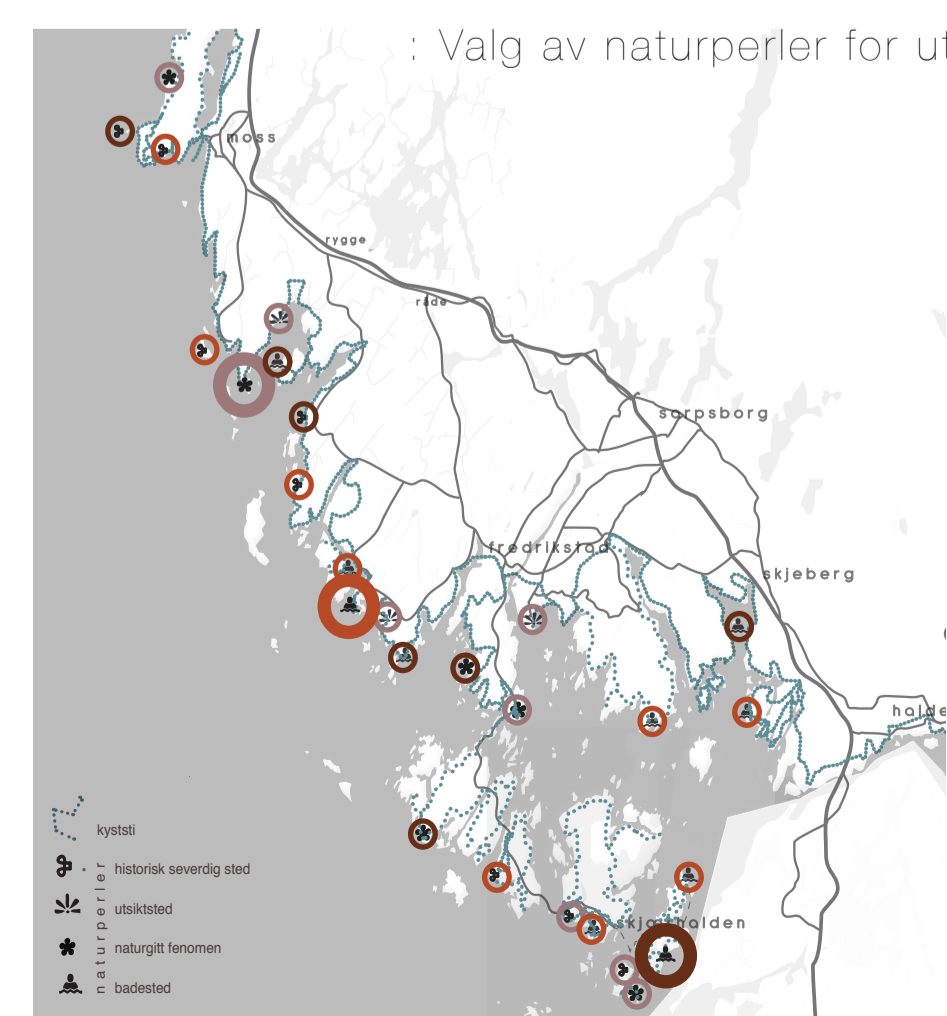 : Valg av naturperler for ut
moss
rygge
råde
sarpsborg
fredrikstad
skjeberg
halde
skjærhalden
kyststi
historisk severdig sted
utsiktsted
naturgitt fenomen
badested
naturperler